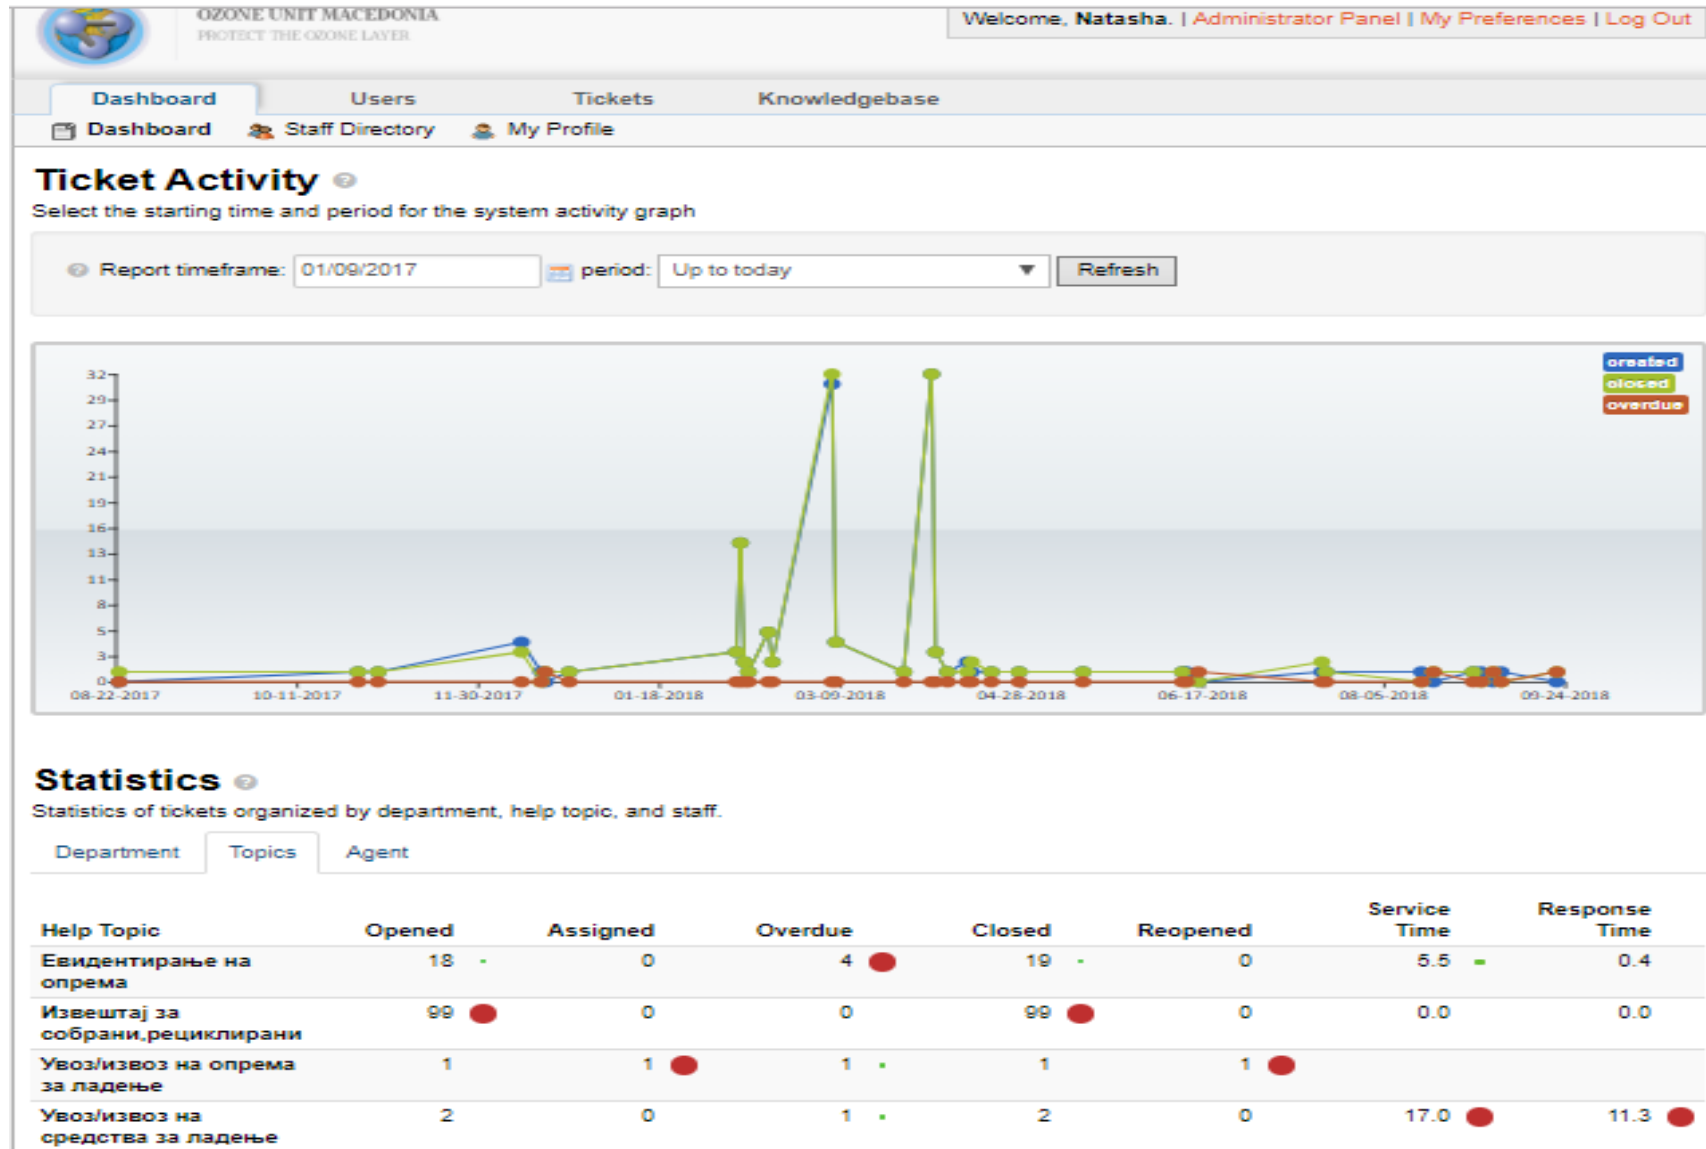 OZONE UNIT MACEDONIA
PROTECT THE OZONE LAYER
Welcome, Natasha. | Administrator Panel | My Preferences | Log Out
Dashboard Users Tickets Knowledgebase
Dashboard Staff Directory My Profile
Ticket Activity
Select the starting time and period for the system activity graph
Report timeframe: 01/09/2017 period: Up to today Refresh
created
closed
overdue
32
29
27
24
21
19
16
13
11
8
5
3
0
08-22-2017 10-11-2017 11-30-2017 01-18-2018 03-09-2018 04-28-2018 06-17-2018 08-05-2018 09-24-2018
Statistics
Statistics of tickets organized by department, help topic, and staff.
Department Topics Agent
Help Topic Opened Assigned Overdue Closed Reopened Service Time Response Time
Евидентирање на 18 0 4 19 0 5.5 0.4
опрема
Извештај за 99 0 0 99 0 0.0 0.0
собрани,рециклирани
Увоз/извоз на опрема 1 1 1 1 1
за ладење
Увоз/извоз на 2 0 1 2 0 17.0 11.3
средства за ладење